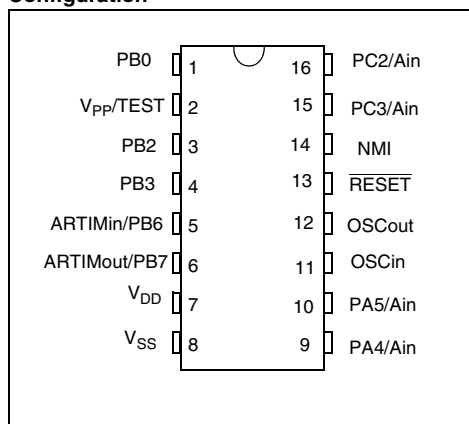 Configuration
PB0 1 16 PC2/Ain
VPP/TEST 2 15 PC3/Ain
PB2 3 14 NMI
PB3 4 13 RESET
ARTIMin/PB6 5 12 OSCout
ARTIMout/PB7 6 11 OSCin
VDD 7 10 PA5/Ain
VSS 8 9 PA4/Ain